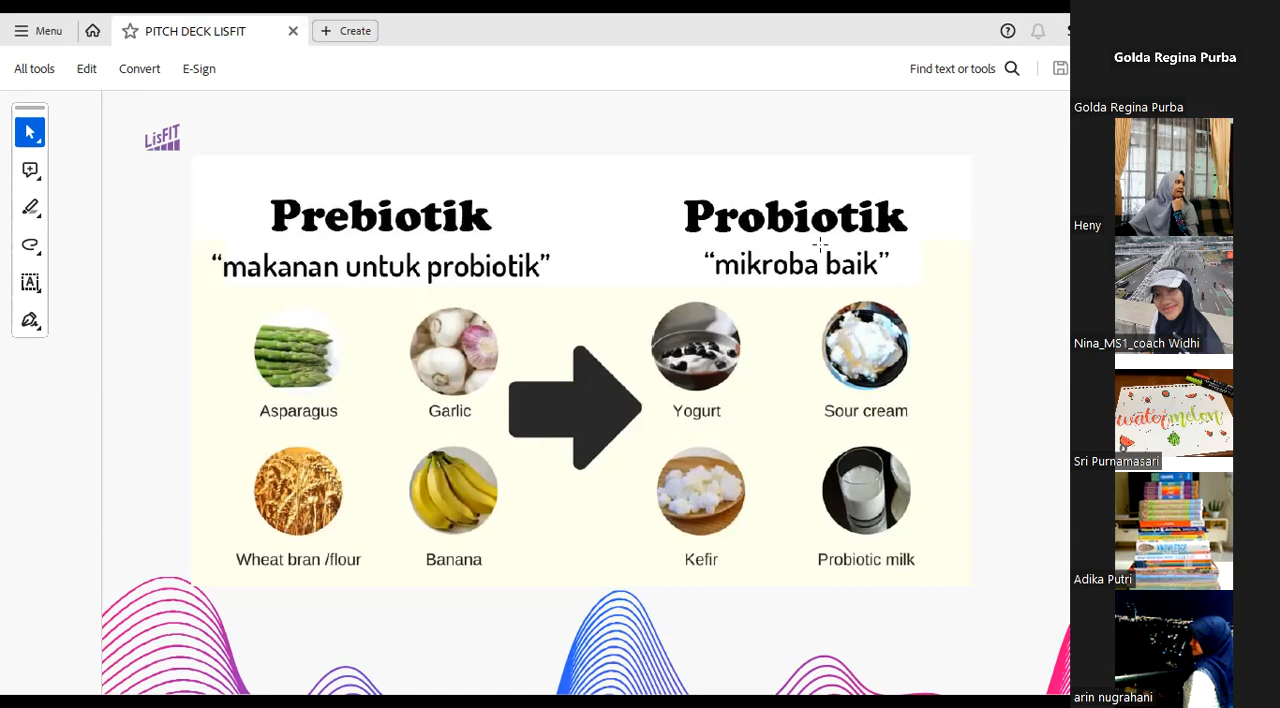 Menu
PITCH DECK LISFIT
Create
All tools
Edit
Convert
E-Sign
Find text or tools
LISFIT
Prebiotik
Probiotik
“makanan untuk probiotik”
“mikroba baik”
Asparagus
Garlic
Yogurt
Sour cream
Wheat bran /flour
Banana
Kefir
Probiotic milk
Golda Regina Purba
Golda Regina Purba
Heny
Nina_MS1_coach Widhi
watermelon
Sri Purnamasari
Adika Putri
arin nugrahani